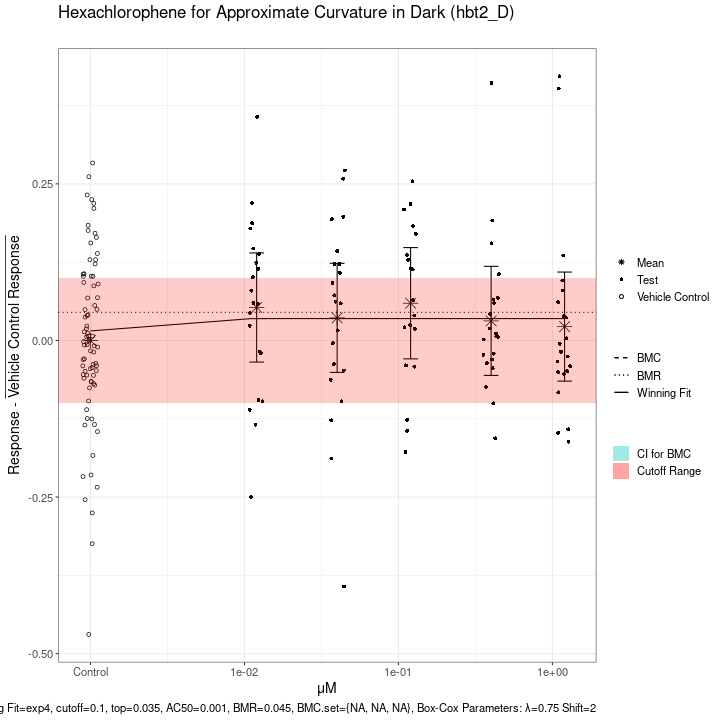 Hexachlorophene for Approximate Curvature in Dark (hbt2_D)
Response - Vehicle Control Response
0.25
0.00
-0.25
-0.50
Control
1e-02
1e-01
1e+00
μM
Mean
Test
Vehicle Control
BMC
BMR
Winning Fit
CI for BMC
Cutoff Range
g Fit=exp4, cutoff=0.1, top=0.035, AC50=0.001, BMR=0.045, BMC.set={NA, NA, NA}, Box-Cox Parameters: λ=0.75 Shift=2